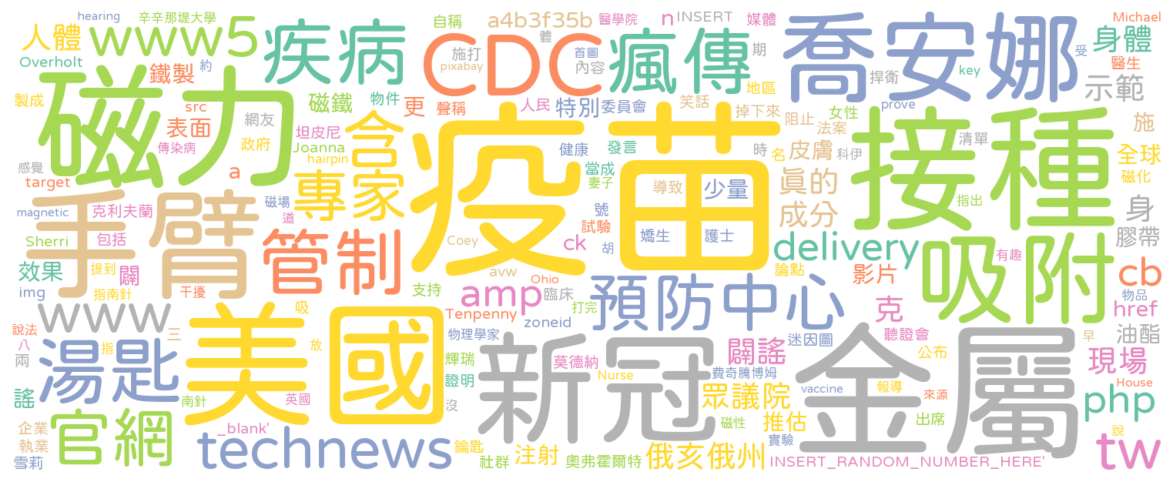 hearing
辛辛那堤大學
自稱
醫學院
n
INSERT
媒體
Michael
人體
www5
疾病
CDC
a4b3f35b
施打
首圖
體
瘋傳
期
喬安娜
身體
受
醫生
Overholt
鐵製
約
pixabay
內容
地區
捍衛
key
示範
製成
磁力
src
磁鐵
物件
更
聲稱
人民
特別
委員會
笑話
掉下來
女性
prove
表面
網友
坦皮尼
含
疫苗
阻止
法案
接種
清單
施
傳染病
政府
Joanna
健康
發言
時
名
皮膚
科伊
全球
感覺
target
a
hairpin
專家
當成
妻子
導致
少量
真的
磁化
手臂
magnetic
克利夫蘭
磁場
道
號
試驗
成分
指出
身
Sherri
包括
管制
Coey
ck
嬌生
護士
胡
delivery
吸附
有趣
膠帶
效果
提到
闢
avw
論點
影片
cb
img
指南針
干擾
支持
amp
Ohio
臨床
打完
預防中心
克
物品
href
www
美國
吸
Tenpenny
zoneid
迷因圖
聽證會
油酯
說法
八
三
指
放
物理學家
新冠
闢謠
金屬
早
兩
湯匙
輝瑞
莫德納
公布
現場
謠
南針
英國
證明
Nurse
費奇騰博姆
vaccine
報導
來源
House
沒
磁性
眾議院
php
企業
官網
_blank'
推估
出席
說
執業
technews
鑰匙
實驗
tw
雪莉
社群
注射
奧弗霍爾特
俄亥俄州
INSERT_RANDOM_NUMBER_HERE'